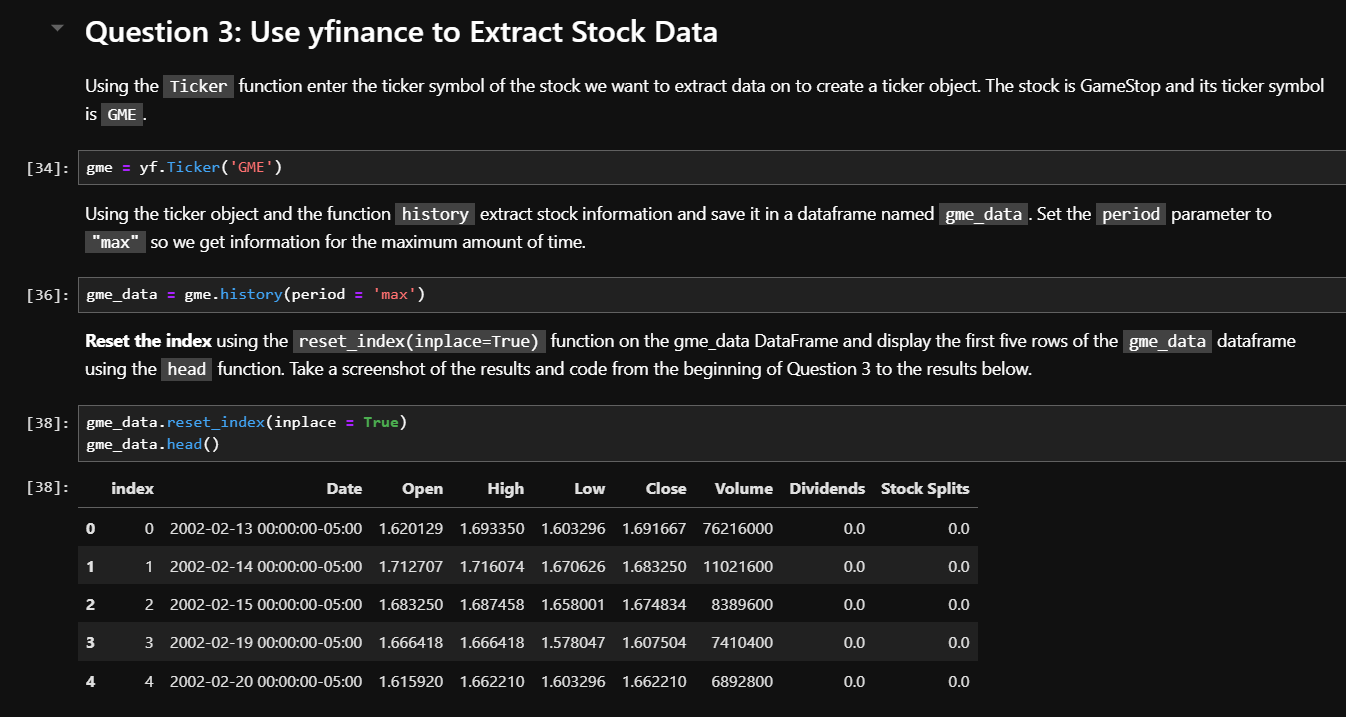 Question 3: Use yfinance to Extract Stock Data
Using the Ticker function enter the ticker symbol of the stock we want to extract data on to create a ticker object. The stock is GameStop and its ticker symbol
is GME .
[34]: gme = yf.Ticker('GME')
Using the ticker object and the function history extract stock information and save it in a dataframe named gme_data . Set the period parameter to
"max" so we get information for the maximum amount of time.
[36]: gme_data = gme.history(period = 'max')
Reset the index using the reset_index(inplace=True) function on the gme_data DataFrame and display the first five rows of the gme_data dataframe
using the head function. Take a screenshot of the results and code from the beginning of Question 3 to the results below.
[38]: gme_data.reset_index(inplace = True)
gme_data.head()
[38]: index Date Open High Low Close Volume Dividends Stock Splits
0 0 2002-02-13 00:00:00-05:00 1.620129 1.693350 1.603296 1.691667 76216000 0.0 0.0
1 1 2002-02-14 00:00:00-05:00 1.712707 1.716074 1.670626 1.683250 11021600 0.0 0.0
2 2 2002-02-15 00:00:00-05:00 1.683250 1.687458 1.658001 1.674834 8389600 0.0 0.0
3 3 2002-02-19 00:00:00-05:00 1.666418 1.666418 1.578047 1.607504 7410400 0.0 0.0
4 4 2002-02-20 00:00:00-05:00 1.615920 1.662210 1.603296 1.662210 6892800 0.0 0.0